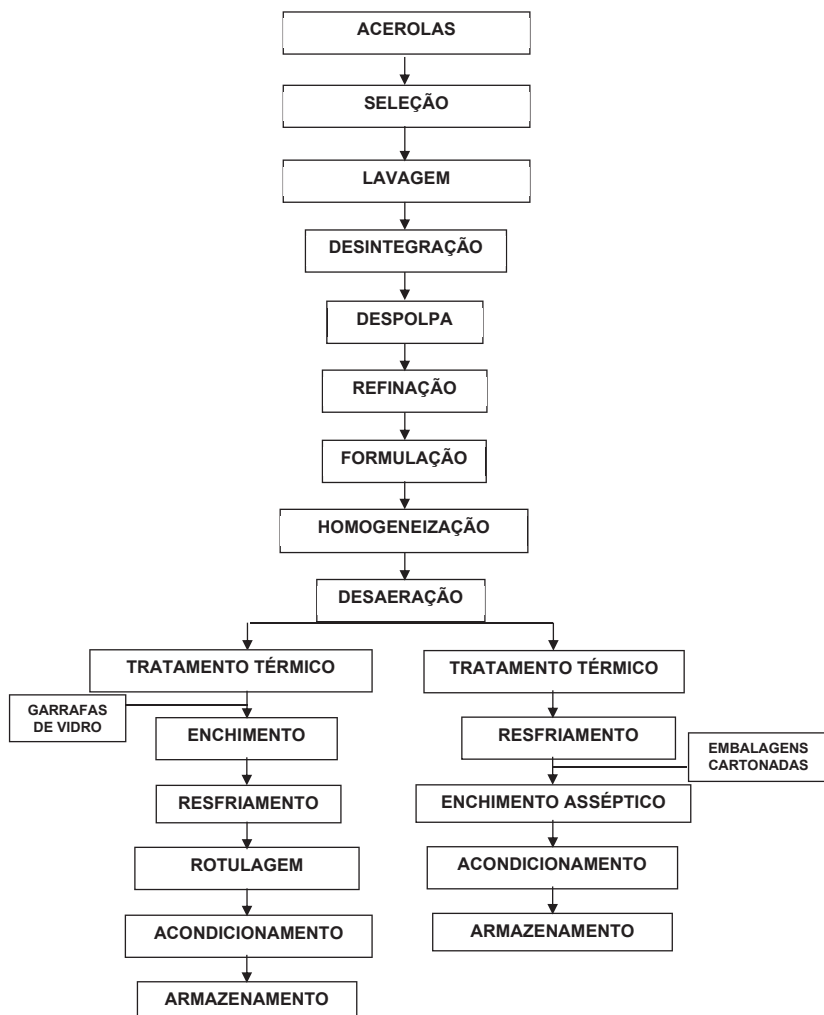 ACEROLAS
SELEÇÃO
LAVAGEM
DESINTEGRAÇÃO
DESPOLPA
REFINAÇÃO
FORMULAÇÃO
HOMOGENEIZAÇÃO
DESAERAÇÃO
TRATAMENTO TÉRMICO
GARRAFAS
DE VIDRO
ENCHIMENTO
RESFRIAMENTO
ROTULAGEM
ACONDICIONAMENTO
ARMAZENAMENTO
TRATAMENTO TÉRMICO
RESFRIAMENTO
EMBALAGENS
CARTONADAS
ENCHIMENTO ASSÉPTICO
ACONDICIONAMENTO
ARMAZENAMENTO